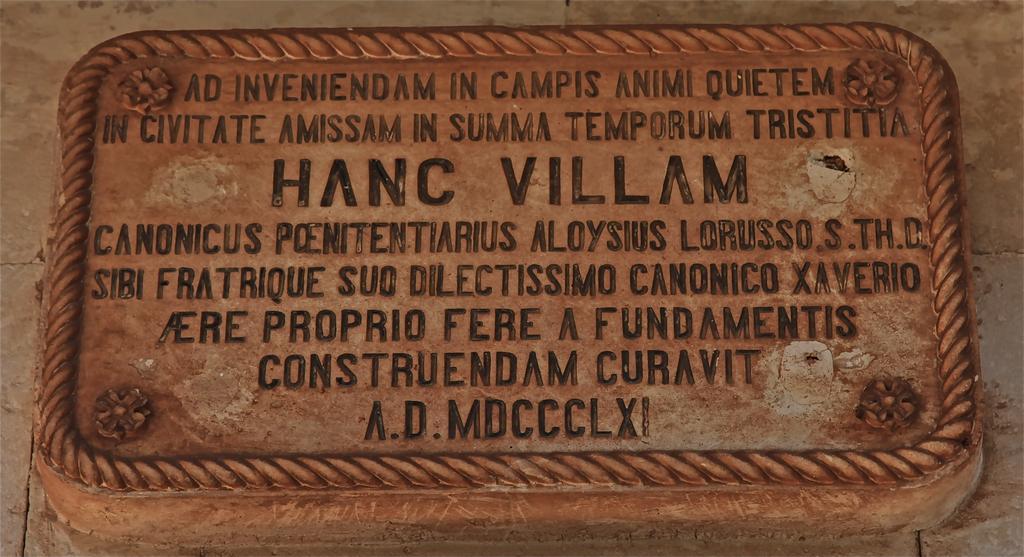 AD INVENIENDAM IN CAMPIS ANIMI QUIETEM
IN CIVITATE AMISSAM IN SUMMA TEMPORUM TRISTITIA
HANC VILLAM
CANONICUS PŒNITENTIARIUS ALOYSIUS LORUSSO.S.TH.D.
SIBI FRATRIQUE SUO DILECTISSIMO CANONICO XAVERIO
ÆRE PROPRIO FERE A FUNDAMENTIS
CONSTRUENDAM CURAVIT
A.D.MDCCCLXI